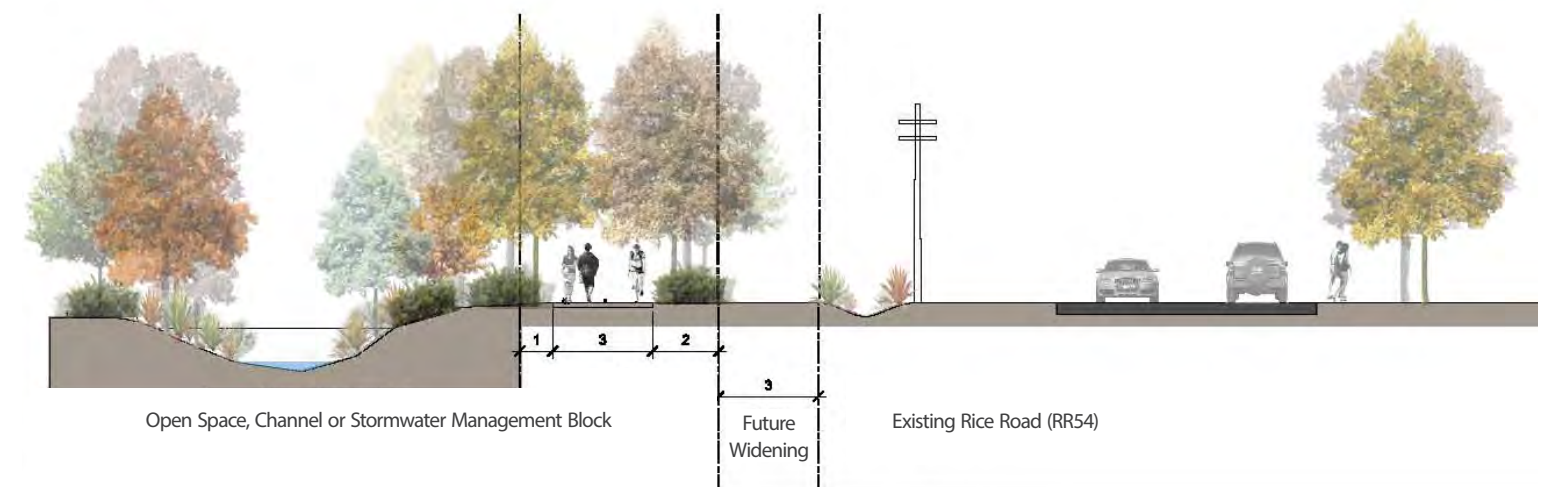 1
3
2
3
Open Space, Channel or Stormwater Management Block
Future
Widening
Existing Rice Road (RR54)